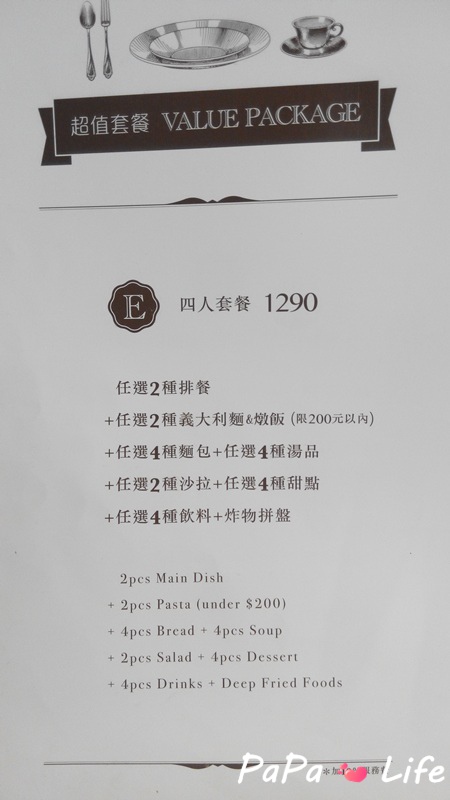 超值套餐 VALUE PACKAGE
E 四人套餐 1290
任選2種排餐
+任選2種義大利麵&燉飯 (限200元以內)
+任選4種麵包+任選4種湯品
+任選2種沙拉+任選4種甜點
+任選4種飲料+炸物拼盤
2pcs Main Dish
+ 2pcs Pasta (under $200)
+ 4pcs Bread + 4pcs Soup
+ 2pcs Salad + 4pcs Dessert
+ 4pcs Drinks + Deep Fried Foods
PaPa Life